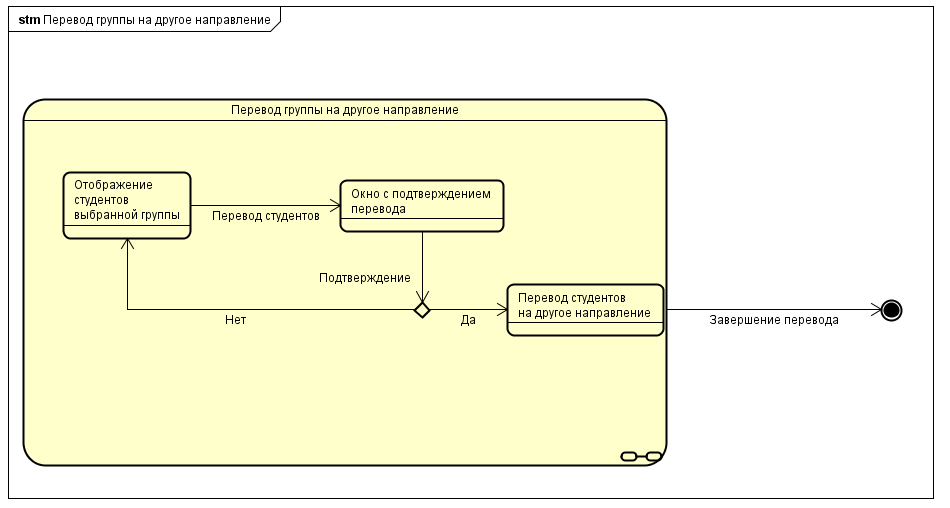 stm Перевод группы на другое направление
Перевод группы на другое направление
Отображение
студентов
выбранной группы
Перевод студентов
Окно с подтверждением
перевода
Подтверждение
Нет
Да
Перевод студентов
на другое направление
Завершение перевода